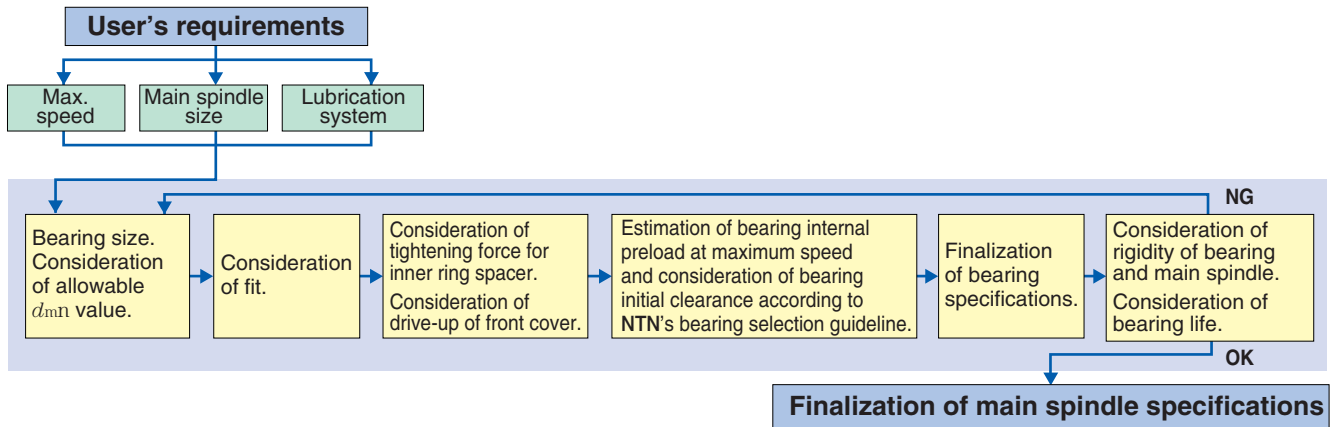 User's requirements
Max.
speed
Main spindle
size
Lubrication
system
NG
Bearing size.
Consideration
of allowable
dmn value.
Consideration
of fit.
Consideration of
tightening force for
inner ring spacer.
Consideration of
drive-up of front cover.
Estimation of bearing internal
preload at maximum speed
and consideration of bearing
initial clearance according to
NTN's bearing selection guideline.
Finalization
of bearing
specifications.
Consideration of
rigidity of bearing
and main spindle.
Consideration of
bearing life.
OK
Finalization of main spindle specifications